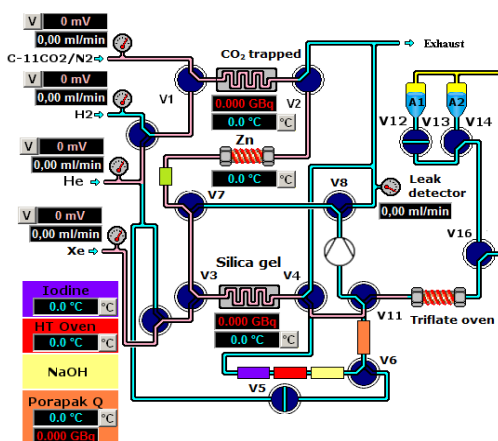 V 0 mV
0,00 ml/min
C-11CO2/N2
V 0 mV
0,00 ml/min
H2
V 0 mV
0,00 ml/min
He
V 0 mV
0,00 ml/min
Xe
CO₂ trapped
V1
V2
0.000 GBq
0.0 °C °C
Zn
0.0 °C °C
V7
V8
Exhaust
A1 A2
V12 V13 V14
Leak
detector
0,00 ml/min
V16
V3
Silica gel
V4
0.000 GBq
0.0 °C °C
V11
Triflate oven
V6
V5
Iodine
0.0 °C °C
HT Oven
0.0 °C °C
NaOH
Porapak Q
0.0 °C °C
0.000 GBq